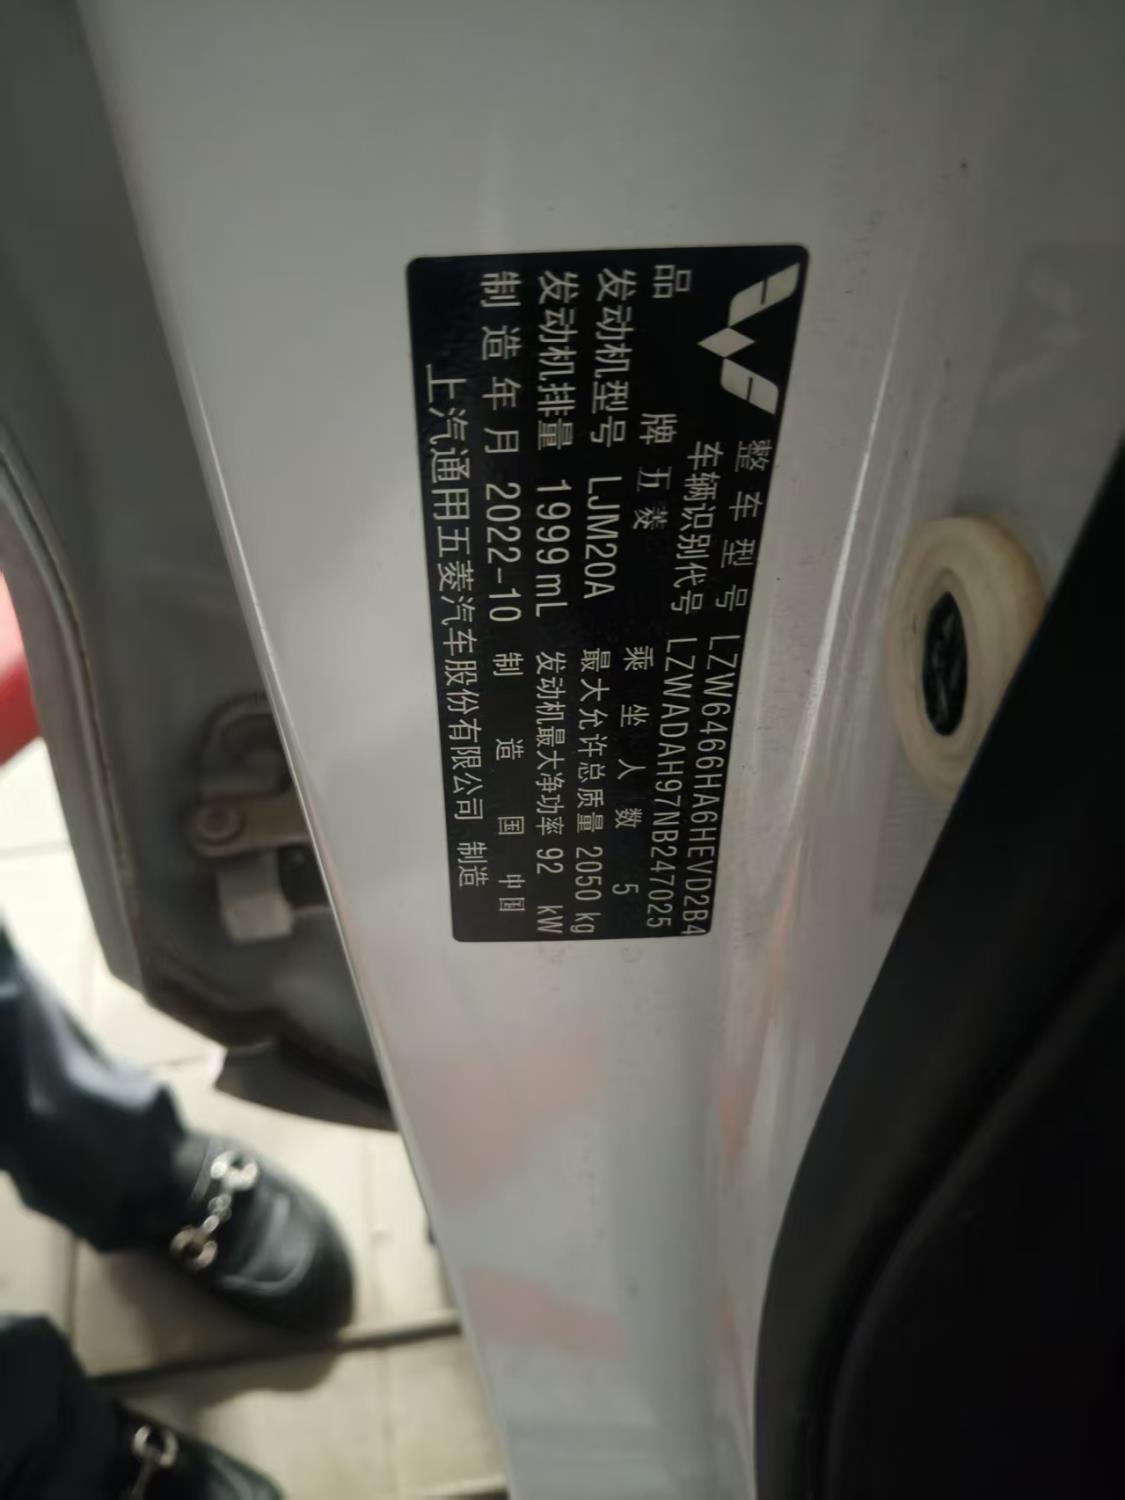 整车型号 LZW6466HA6HEVD2B4
车辆识别代号 LZWADAH97NB247025
品牌 五菱 乘坐人数 5
发动机型号 LJM20A 最大允许总质量 2050 kg
发动机排量 1999 mL 发动机最大净功率 92 kW
制造年月 2022-10 制造国 中国
上汽通用五菱汽车股份有限公司 制造